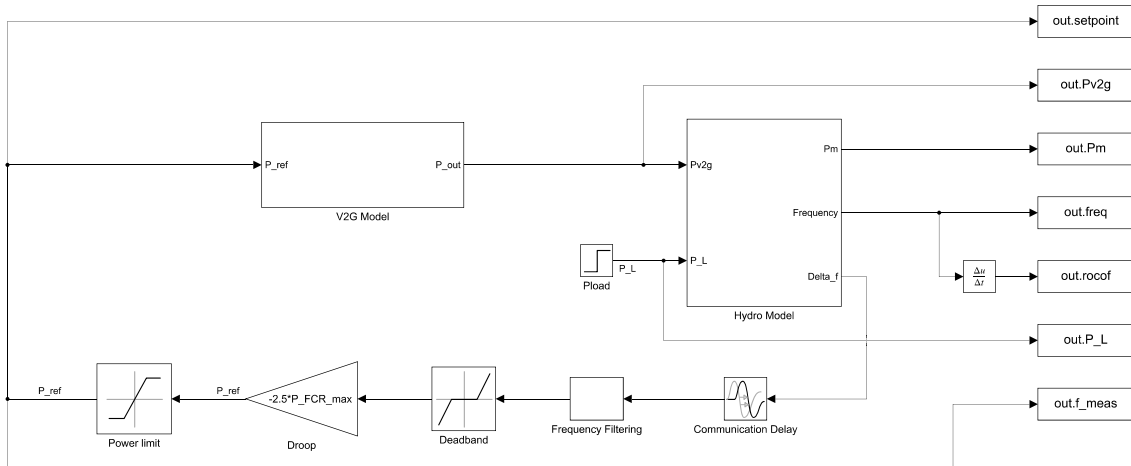 out.setpoint
out.Pv2g
P_ref
P_out
V2G Model
Pv2g
Pm
out.Pm
Frequency
out.freq
P_L
Pload
P_L
Delta_f
Hydro Model
Δu
Δt
out.rocof
out.P_L
P_ref
Power limit
P_ref
-2.5*P_FCR_max
Droop
Deadband
Frequency Filtering
Communication Delay
out.f_meas